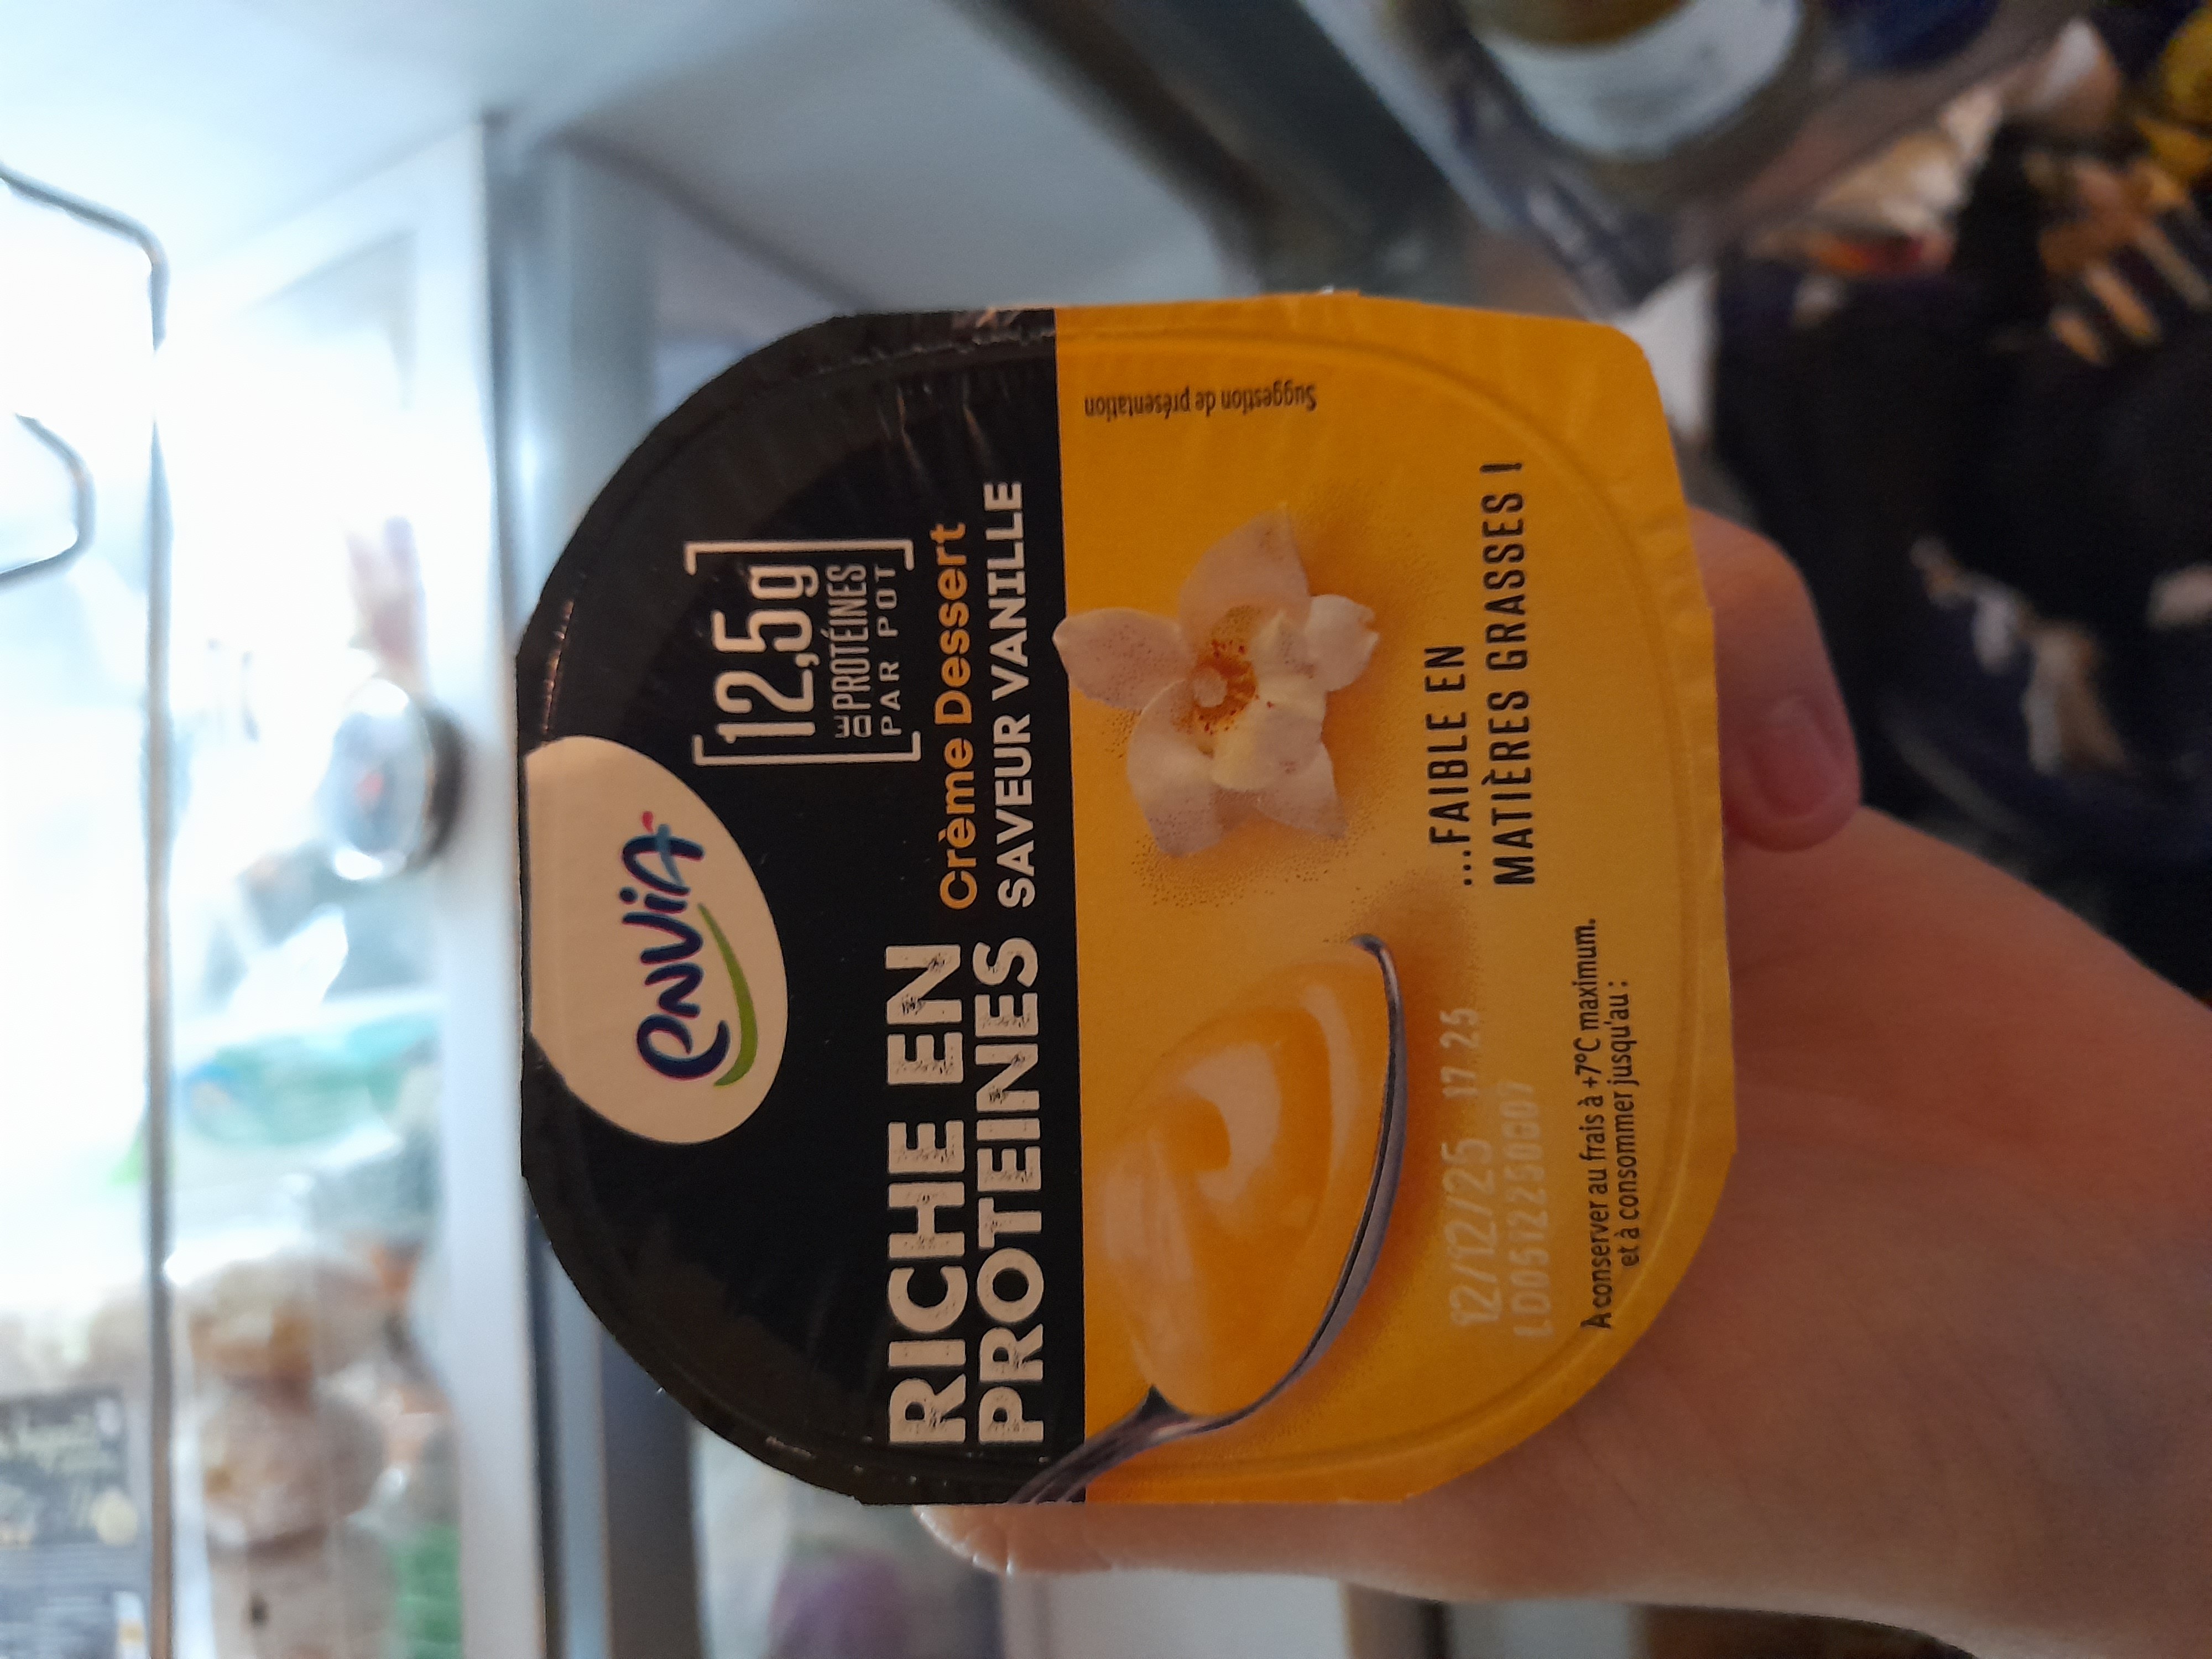 envia
[12,5g]
DE PROTÉINES
PAR POT
RICHE EN
PROTEINES
Crème Dessert
SAVEUR VANILLE
Suggestion de présentation
...FAIBLE EN
MATIÈRES GRASSES !
12/12/25 17 25
LD0512250007
A conserver au frais à +7°C maximum.
et à consommer jusqu'au :